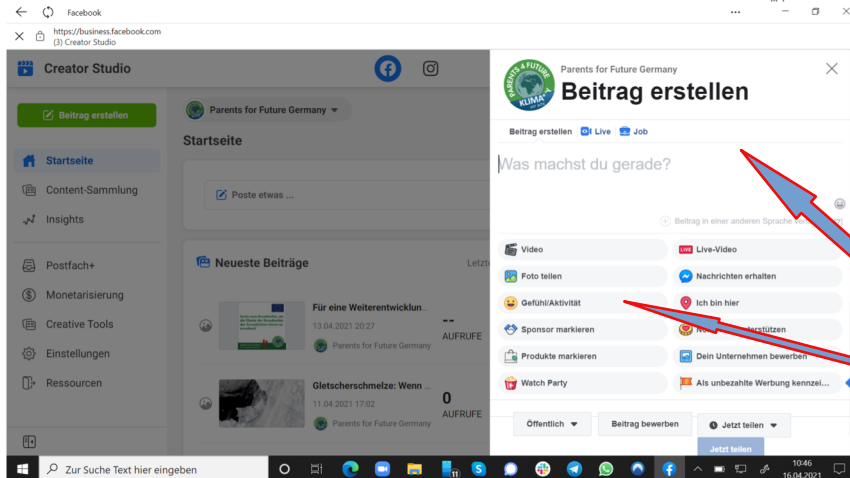 Facebook
https://business.facebook.com
(3) Creator Studio
Creator Studio
Beitrag erstellen
Startseite
Content-Sammlung
Insights
Postfach+
Monetarisierung
Creative Tools
Einstellungen
Ressourcen
Parents for Future Germany
Startseite
Poste etwas ...
Neueste Beiträge
Für eine Weiterentwicklun...
13.04.2021 20:27
Parents for Future Germany
--
AUFRUFE
Gletscherschmelze: Wenn ...
11.04.2021 17:02
Parents for Future Germany
0
AUFRUFE
PARENTS 4 FUTURE
KLIMA
Parents for Future Germany
Beitrag erstellen
Beitrag erstellen Live Job
Was machst du gerade?
Beitrag in einer anderen Sprache
Video
LIVE Live-Video
Foto teilen
Nachrichten erhalten
Gefühl/Aktivität
Ich bin hier
Sponsor markieren
Produkte markieren
Dein Unternehmen bewerben
Watch Party
Als unbezahlte Werbung kennzei...
Öffentlich
Beitrag bewerben
Jetzt teilen
Jetzt teilen
Zur Suche Text hier eingeben
11
10:46
16.04.2021